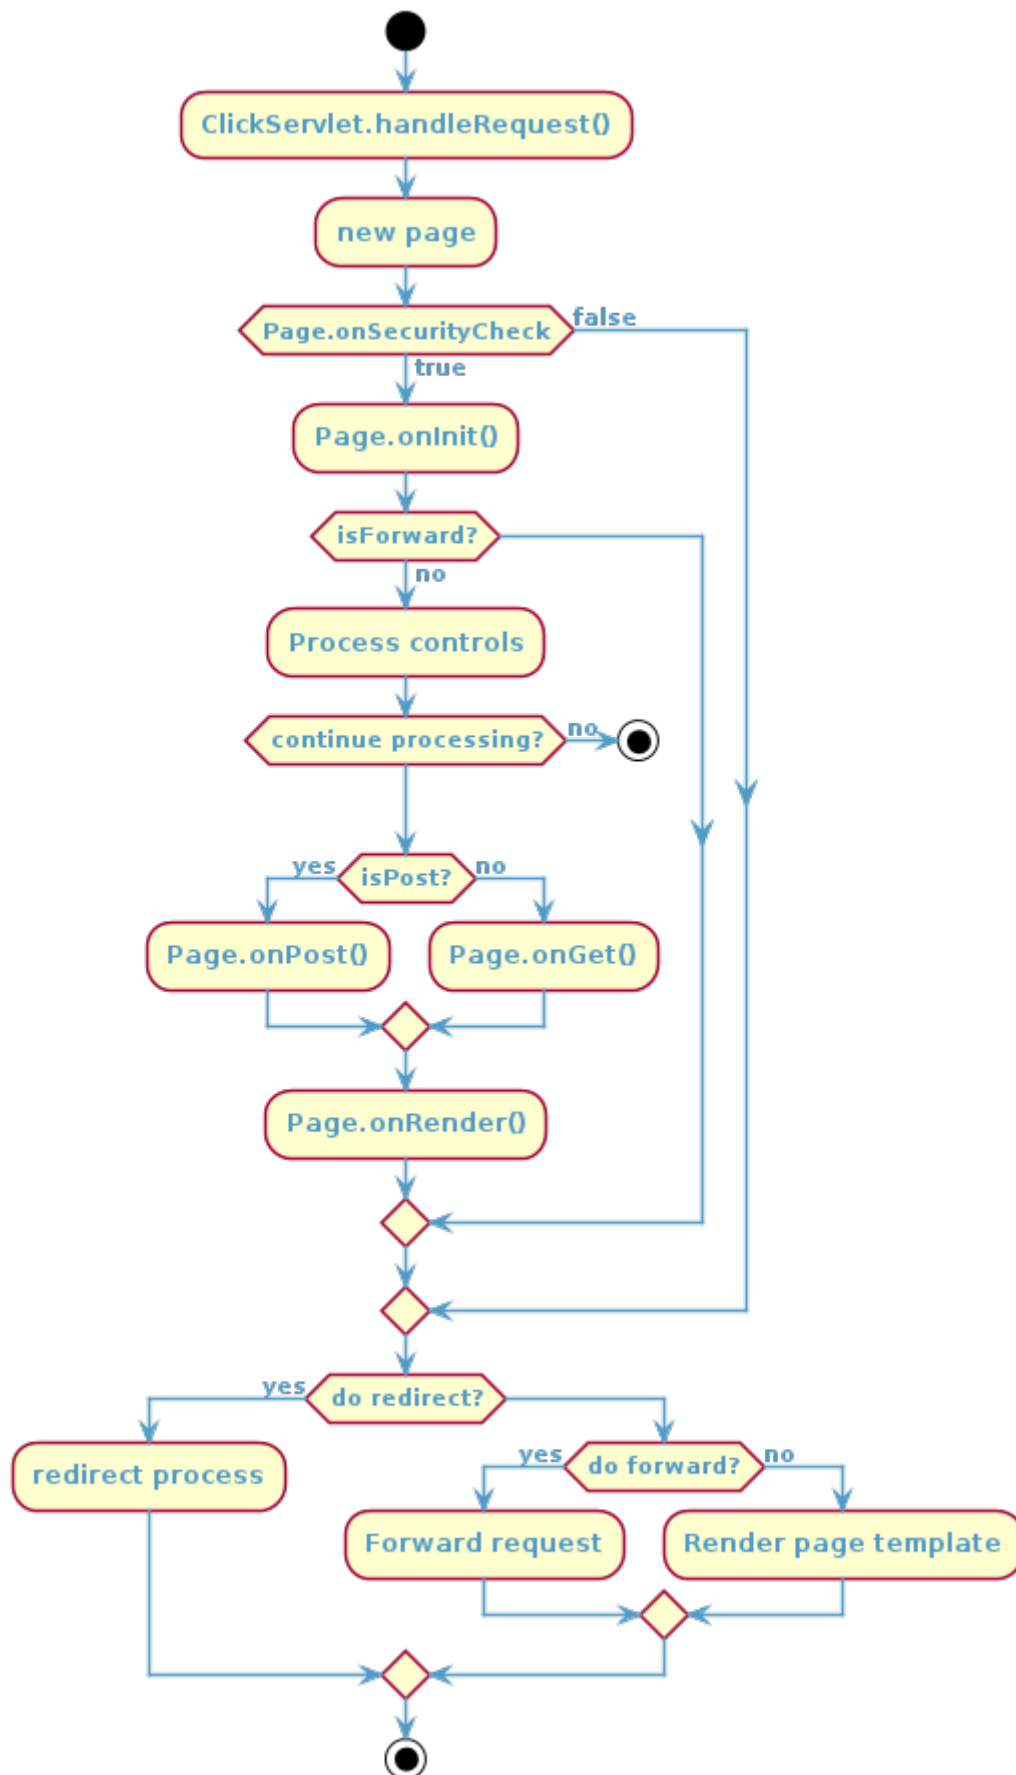 ClickServlet.handleRequest()
new page
Page.onSecurityCheck
false
true
Page.onInit()
isForward?
no
Process controls
continue processing?
no
yes
isPost?
no
Page.onPost()
Page.onGet()
Page.onRender()
yes
do redirect?
redirect process
yes
do forward?
no
Forward request
Render page template